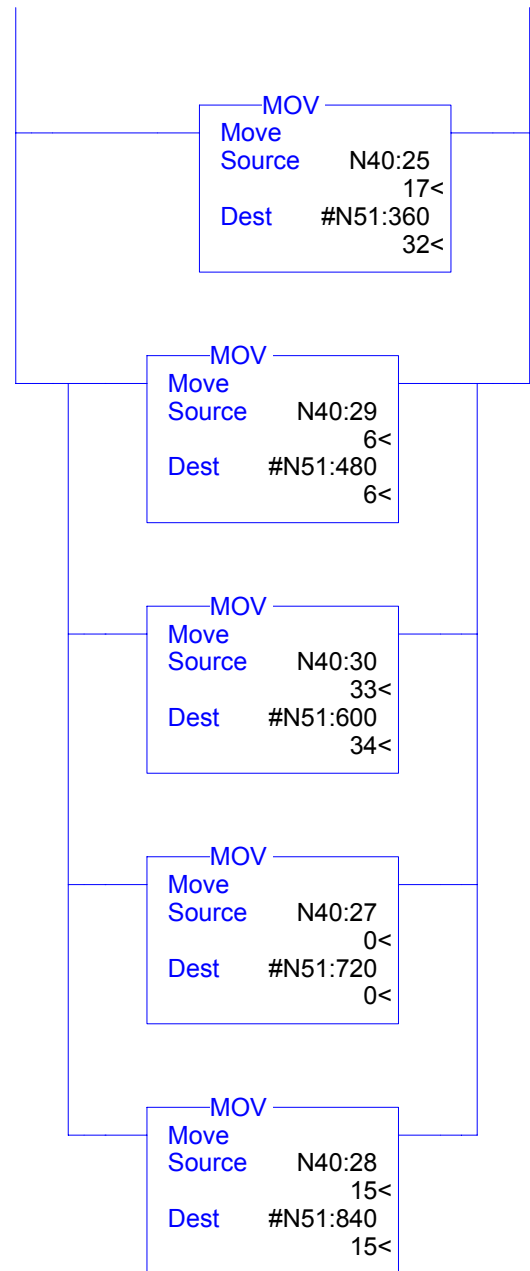 MOV
Move
Source N40:25
17<
Dest #N51:360
32<
MOV
Move
Source N40:29
6<
Dest #N51:480
6<
MOV
Move
Source N40:30
33<
Dest #N51:600
34<
MOV
Move
Source N40:27
0<
Dest #N51:720
0<
MOV
Move
Source N40:28
15<
Dest #N51:840
15<